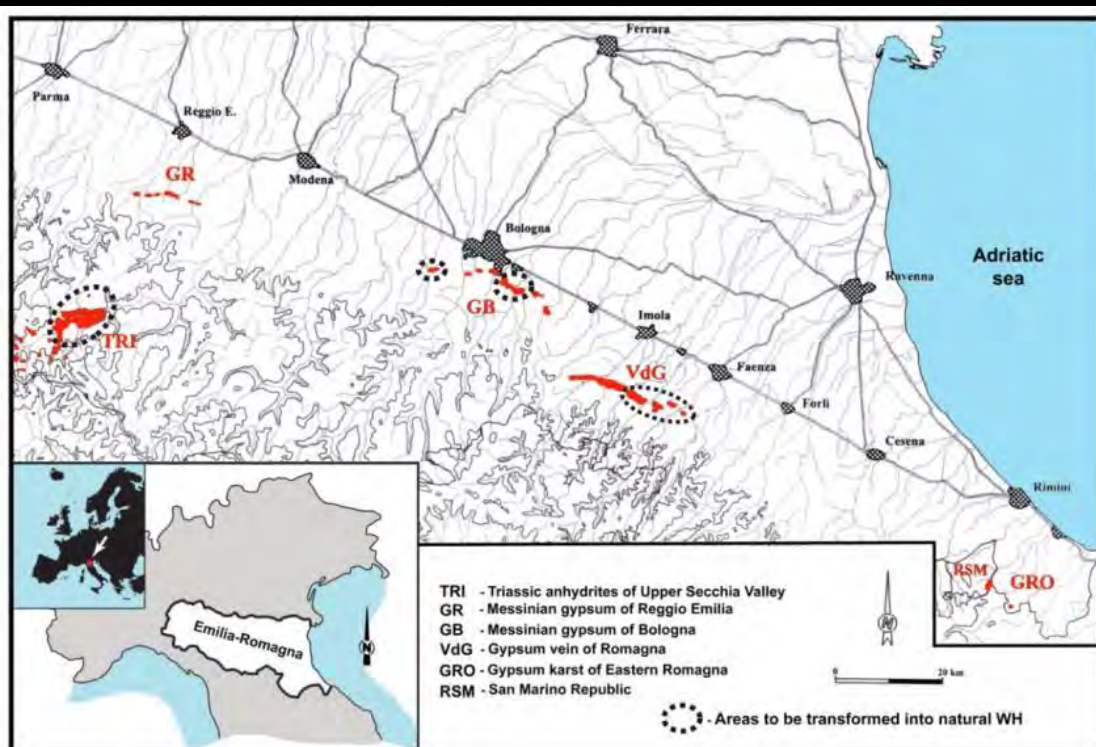 Ferrara
Parma
Reggio E.
Modena
GR
Bologna
Adriatic
sea
Ravenna
GB
TRI
Imola
VdG
Faenza
Forlì
Cesena
Rimini
RSM
GRO
Emilia-Romagna
N
TRI - Triassic anhydrites of Upper Secchia Valley
GR - Messinian gypsum of Reggio Emilia
GB - Messinian gypsum of Bologna
VdG - Gypsum vein of Romagna
GRO - Gypsum karst of Eastern Romagna
RSM - San Marino Republic
N
0 20 km
- Areas to be transformed into natural WH